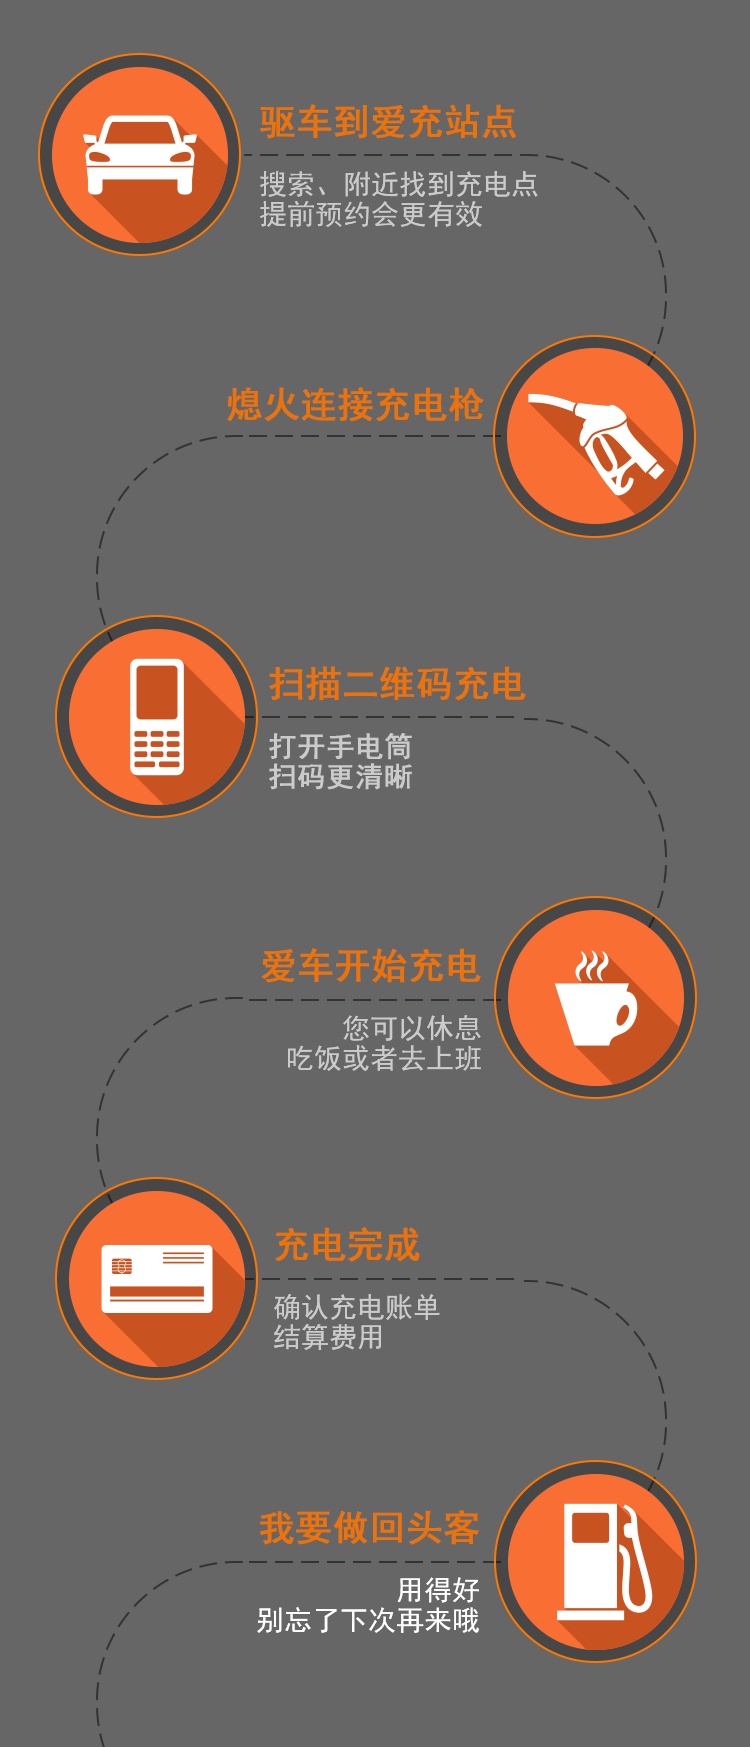 驱车到爱充站点
搜索、附近找到充电点
提前预约会更有效
熄火连接充电枪
扫描二维码充电
打开手电筒
扫码更清晰
爱车开始充电
您可以休息
吃饭或者去上班
充电完成
确认充电账单
结算费用
我要做回头客
用得好
别忘了下次再来哦